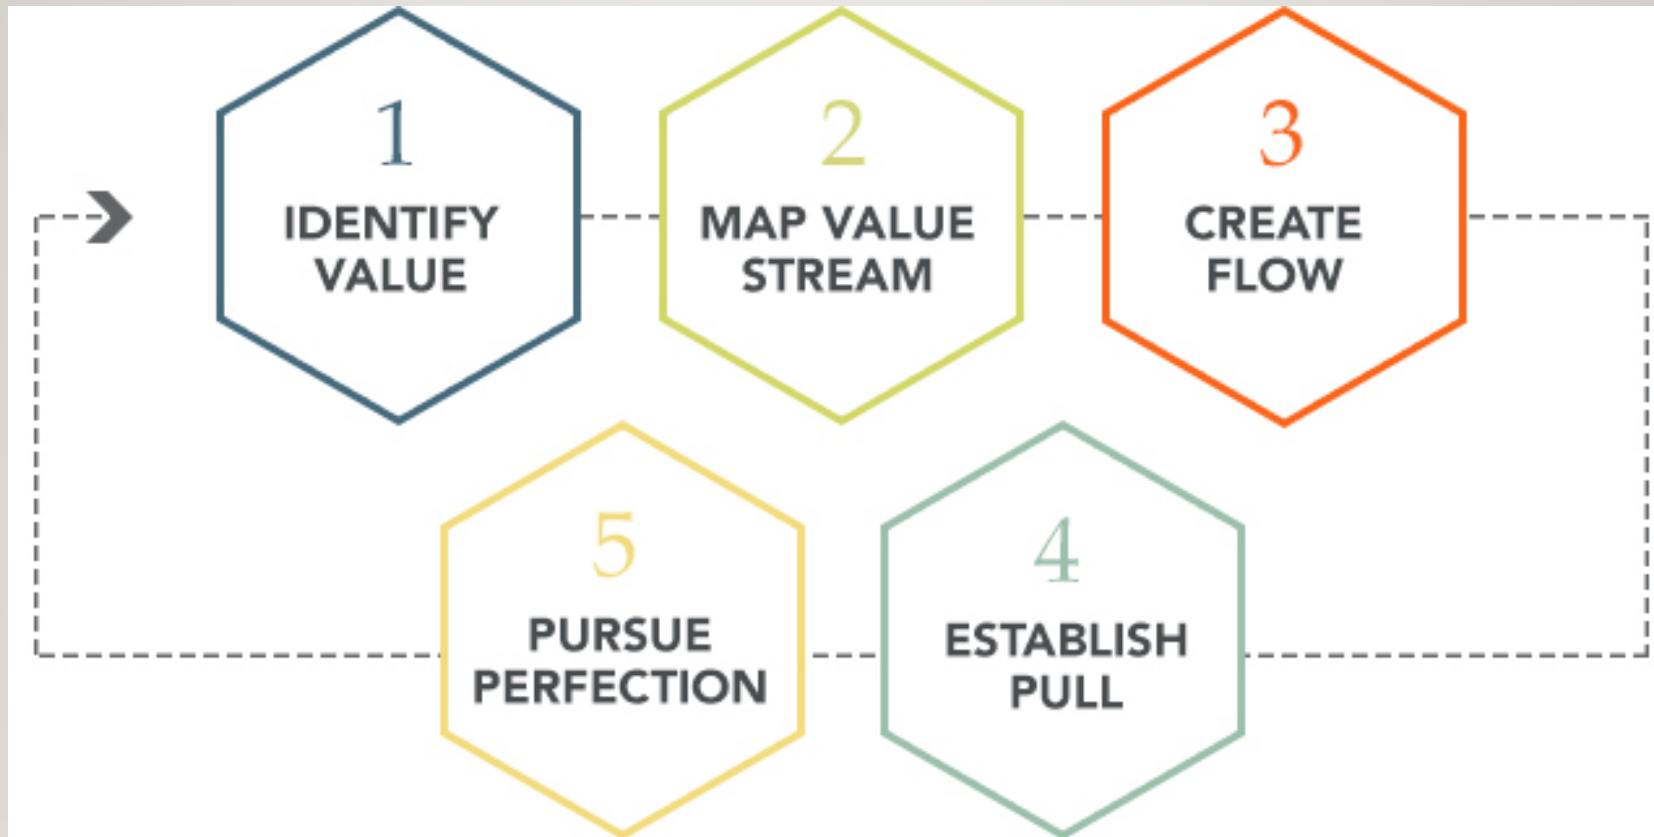 1
IDENTIFY
VALUE
2
MAP VALUE
STREAM
3
CREATE
FLOW
4
ESTABLISH
PULL
5
PURSUE
PERFECTION